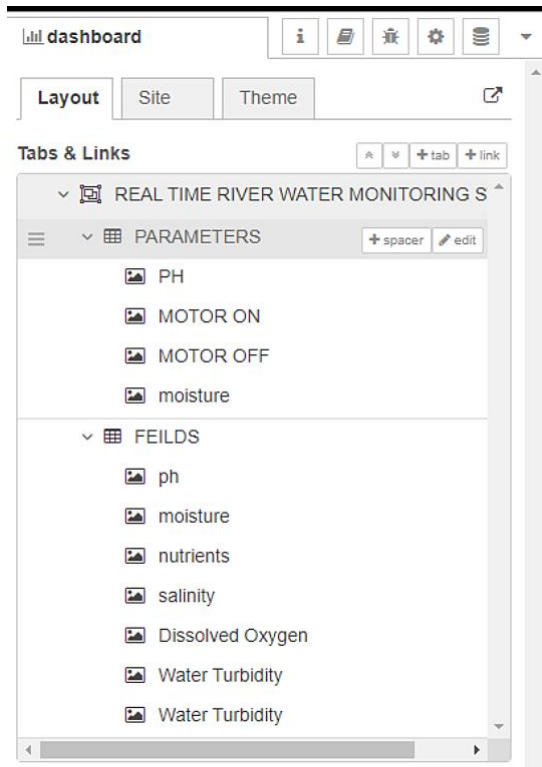 dashboard
Layout Site Theme
Tabs & Links tab link
REAL TIME RIVER WATER MONITORING S
PARAMETERS spacer edit
PH
MOTOR ON
MOTOR OFF
moisture
FEILDS
ph
moisture
nutrients
salinity
Dissolved Oxygen
Water Turbidity
Water Turbidity